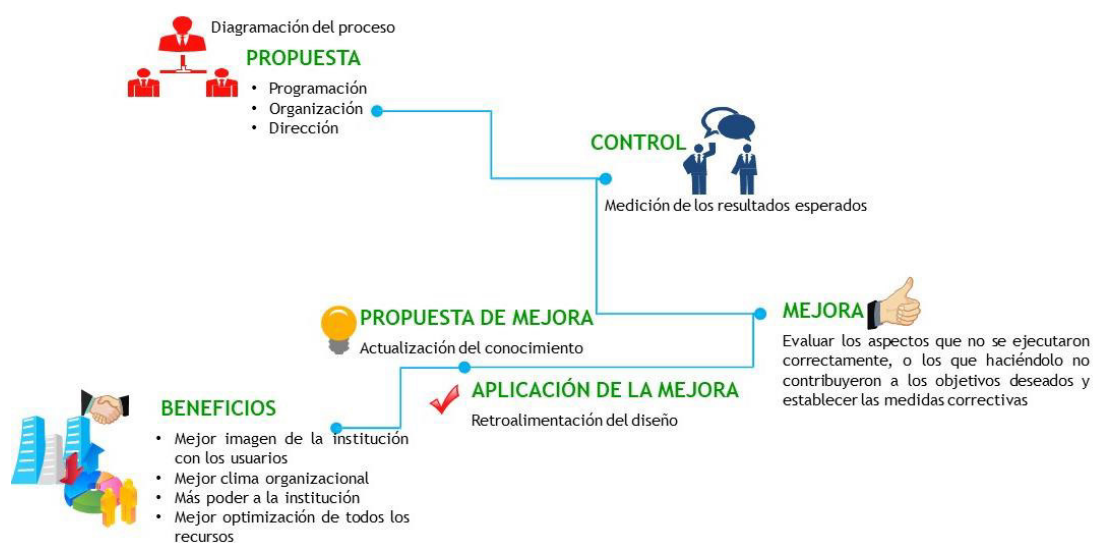 Diagramación del proceso
PROPUESTA
• Programación
• Organización
• Dirección
CONTROL
Medición de los resultados esperados
MEJORA
Evaluar los aspectos que no se ejecutaron
correctamente, o los que haciéndolo no
contribuyeron a los objetivos deseados y
establecer las medidas correctivas
PROPUESTA DE MEJORA
Actualización del conocimiento
APLICACIÓN DE LA MEJORA
Retroalimentación del diseño
BENEFICIOS
• Mejor imagen de la institución
con los usuarios
• Mejor clima organizacional
• Más poder a la institución
• Mejor optimización de todos los
recursos